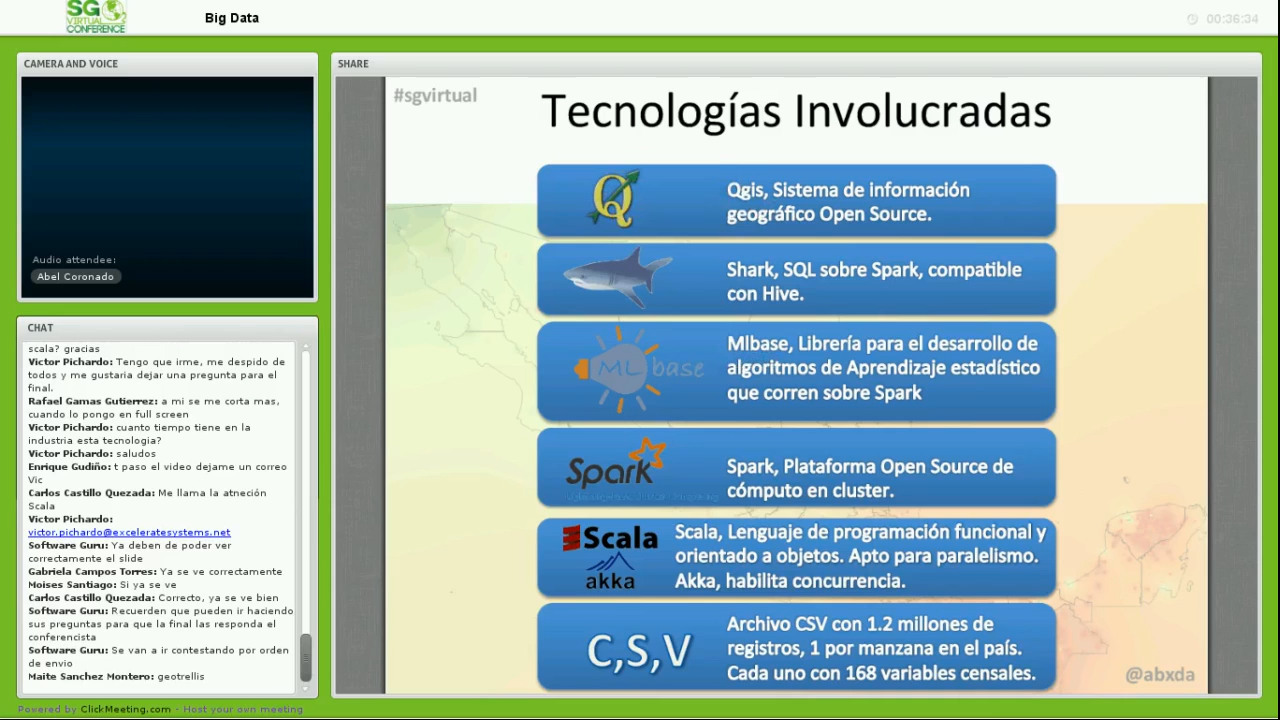 SG
VIRTUAL
CONFERENCE
Big Data
00:36:34
CAMERA AND VOICE
Audio attendee:
Abel Coronado
CHAT
scala? gracias
Victor Pichardo: Tengo que irme, me despido de
todos y me gustaria dejar una pregunta para el
final.
Rafael Gamas Gutierrez: a mi se me corta mas,
cuando lo pongo en full screen
Victor Pichardo: cuanto tiempo tiene en la
industria esta tecnologia?
Victor Pichardo: saludos
Enrique Gudiño: t paso el video dejame un correo
Vic
Carlos Castillo Quezada: Me llama la atneción
Scala
Victor Pichardo:
victor.pichardo@exceleratesystems.net
Software Guru: Ya deben de poder ver
correctamente el slide
Gabriela Campos Torres: Ya se ve correctamente
Moises Santiago: Si ya se ve
Carlos Castillo Quezada: Correcto, ya se ve bien
Software Guru: Recuerden que pueden ir haciendo
sus preguntas para que la final las responda el
conferencista
Software Guru: Se van a ir contestando por orden
de envio
Maite Sanchez Montero: geotrellis
Powered by ClickMeeting.com - Host your own meeting
SHARE
#sgvirtual
Tecnologías Involucradas
Q
Qgis, Sistema de información
geográfico Open Source.
Shark, SQL sobre Spark, compatible
con Hive.
ML base
Mlbase, Librería para el desarrollo de
algoritmos de Aprendizaje estadístico
que corren sobre Spark
Spark
Spark, Plataforma Open Source de
cómputo en cluster.
Scala
akka
Scala, Lenguaje de programación funcional y
orientado a objetos. Apto para paralelismo.
Akka, habilita concurrencia.
C,S,V
Archivo CSV con 1.2 millones de
registros, 1 por manzana en el país.
Cada uno con 168 variables censales.
@abxda